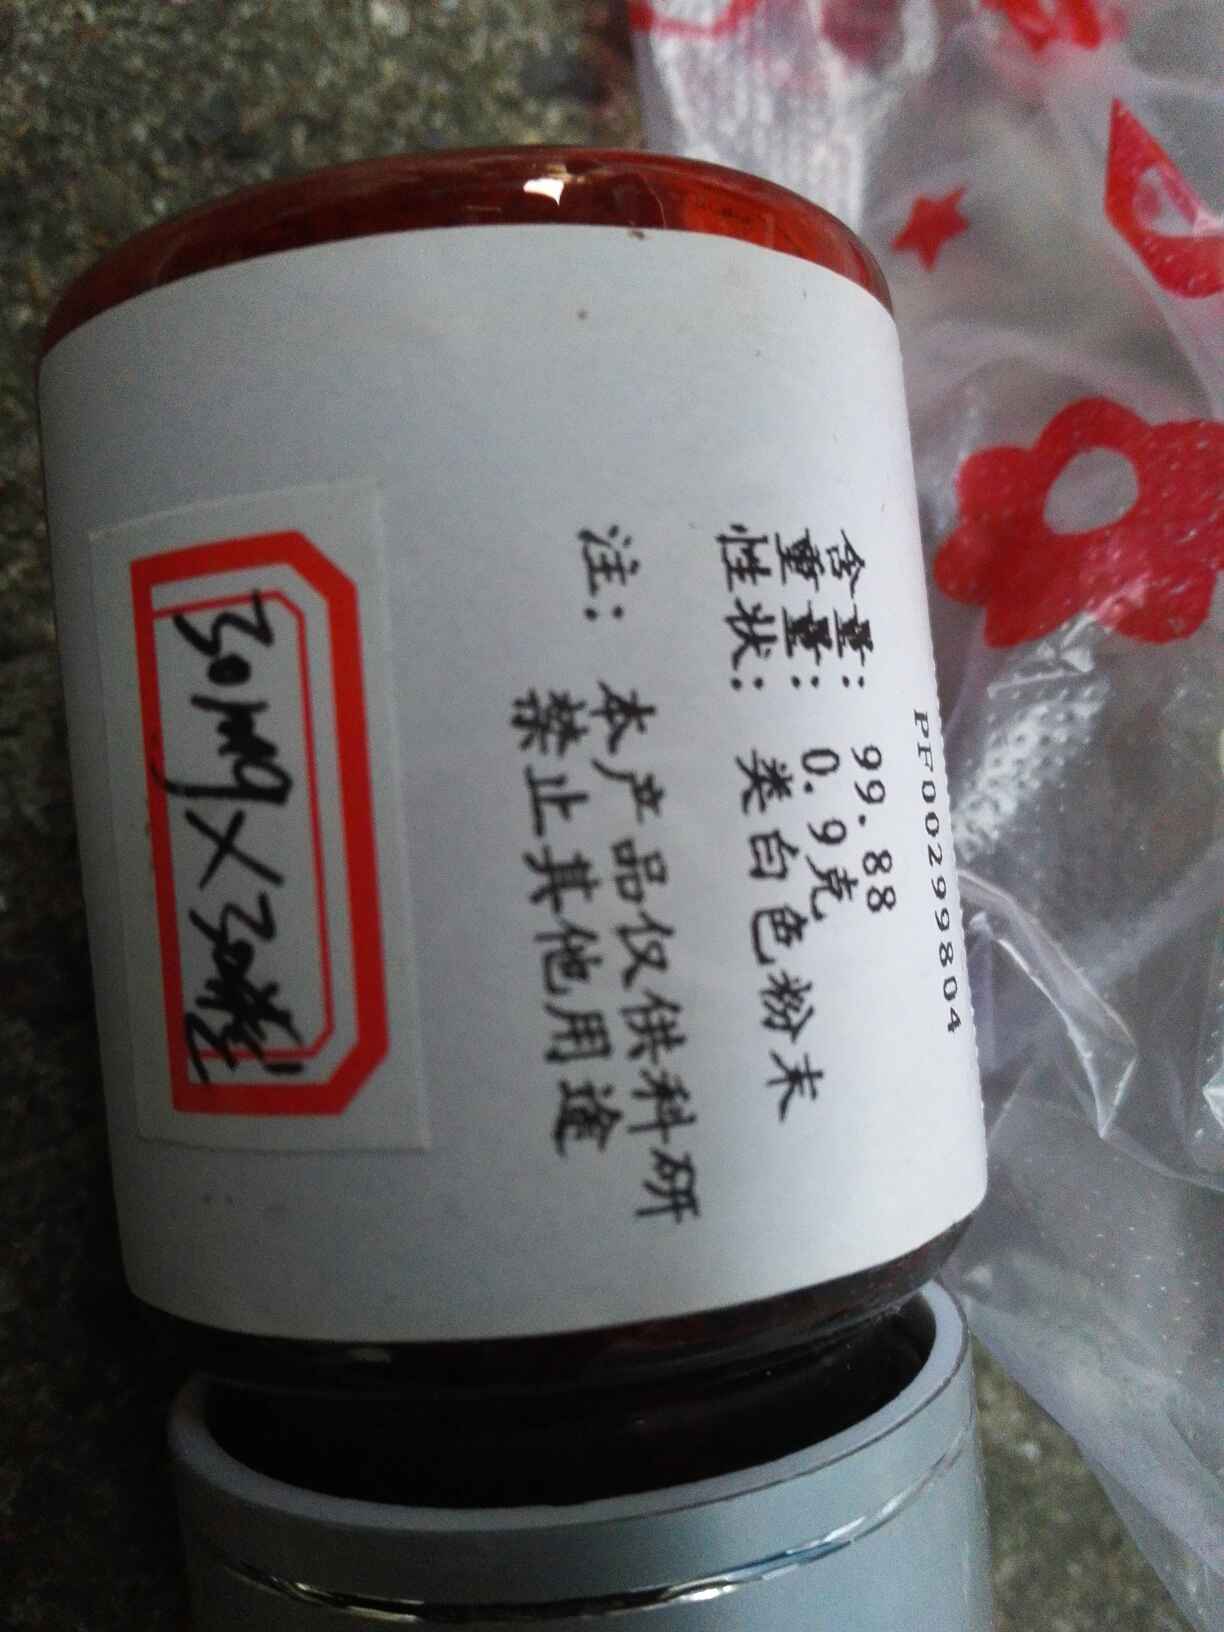 PF00299804
含量：99.88
重量：0.9克
性状：类白色粉末
注：本产品仅供科研
禁止其他用途
30mg×30粒